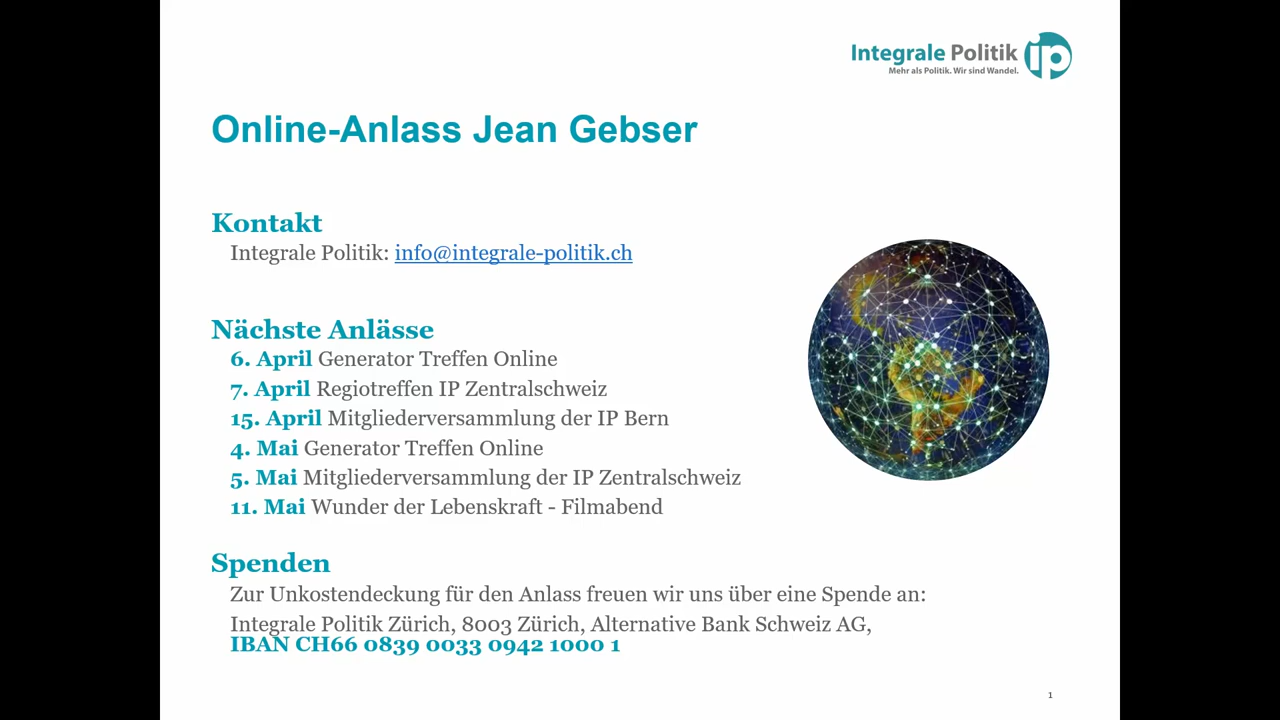 Integrale Politik ip
Mehr als Politik. Wir sind Wandel.
Online-Anlass Jean Gebser
Kontakt
Integrale Politik: info@integrale-politik.ch
Nächste Anlässe
6. April Generator Treffen Online
7. April Regiotreffen IP Zentralschweiz
15. April Mitgliederversammlung der IP Bern
4. Mai Generator Treffen Online
5. Mai Mitgliederversammlung der IP Zentralschweiz
11. Mai Wunder der Lebenskraft - Filmabend
Spenden
Zur Unkostendeckung für den Anlass freuen wir uns über eine Spende an:
Integrale Politik Zürich, 8003 Zürich, Alternative Bank Schweiz AG,
IBAN CH66 0839 0033 0942 1000 1
1